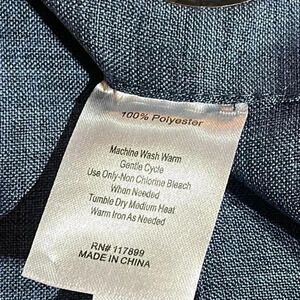 100% Polyester
Machine Wash Warm
Gentle Cycle
Use Only-Non Chlorine Bleach
When Needed
Tumble Dry Medium Heat
Warm Iron As Needed
RN# 117899
MADE IN CHINA